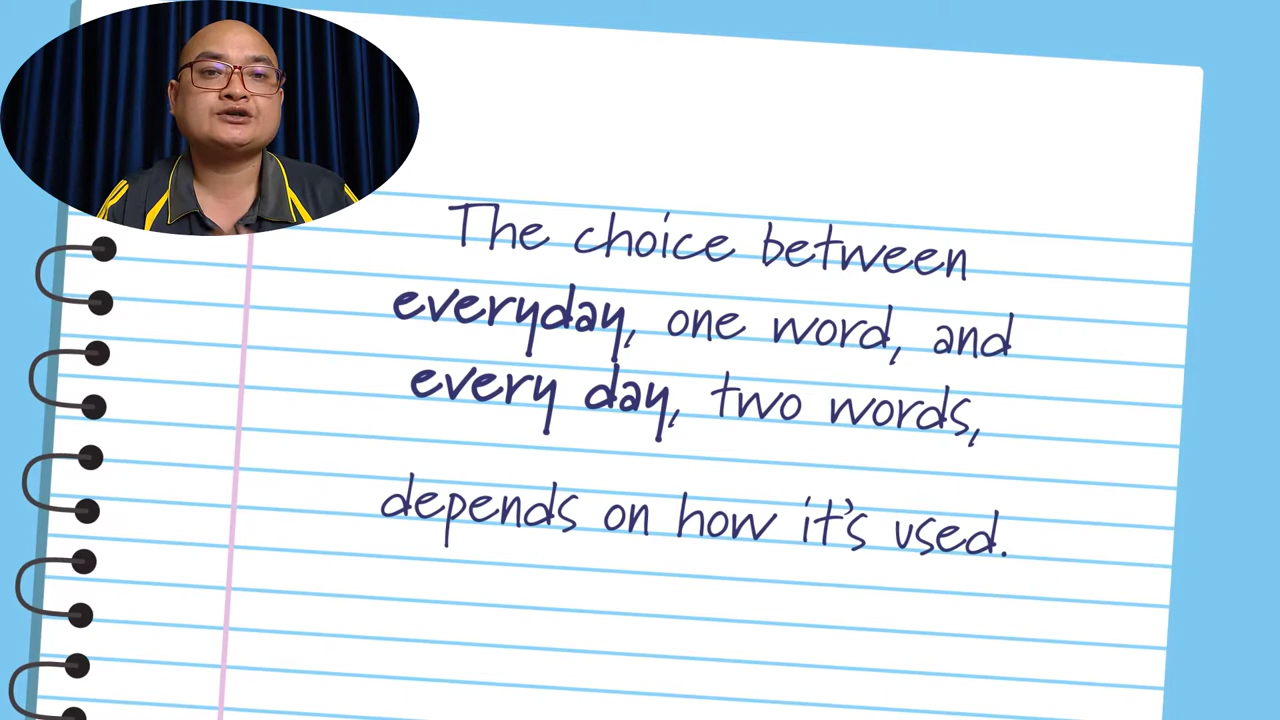 The choice between
everyday, one word, and
every day, two words,
depends on how it's used.